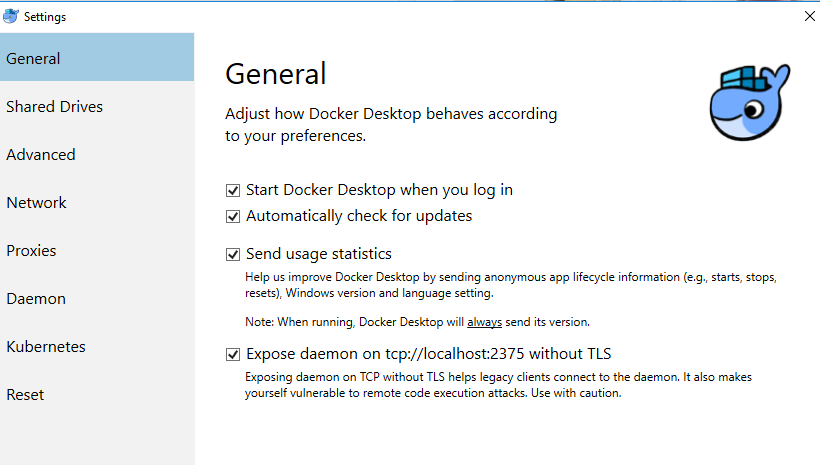 Settings
General
Shared Drives
Advanced
Network
Proxies
Daemon
Kubernetes
Reset
General
Adjust how Docker Desktop behaves according
to your preferences.
Start Docker Desktop when you log in
Automatically check for updates
Send usage statistics
Help us improve Docker Desktop by sending anonymous app lifecycle information (e.g., starts, stops,
resets), Windows version and language setting.
Note: When running, Docker Desktop will always send its version.
Expose daemon on tcp://localhost:2375 without TLS
Exposing daemon on TCP without TLS helps legacy clients connect to the daemon. It also makes
yourself vulnerable to remote code execution attacks. Use with caution.